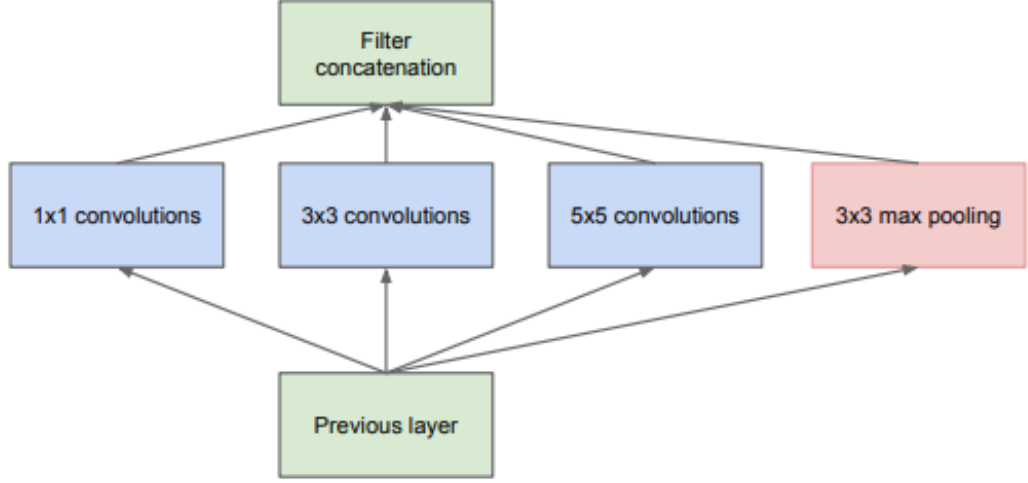 Filter
concatenation
1x1 convolutions
3x3 convolutions
5x5 convolutions
3x3 max pooling
Previous layer